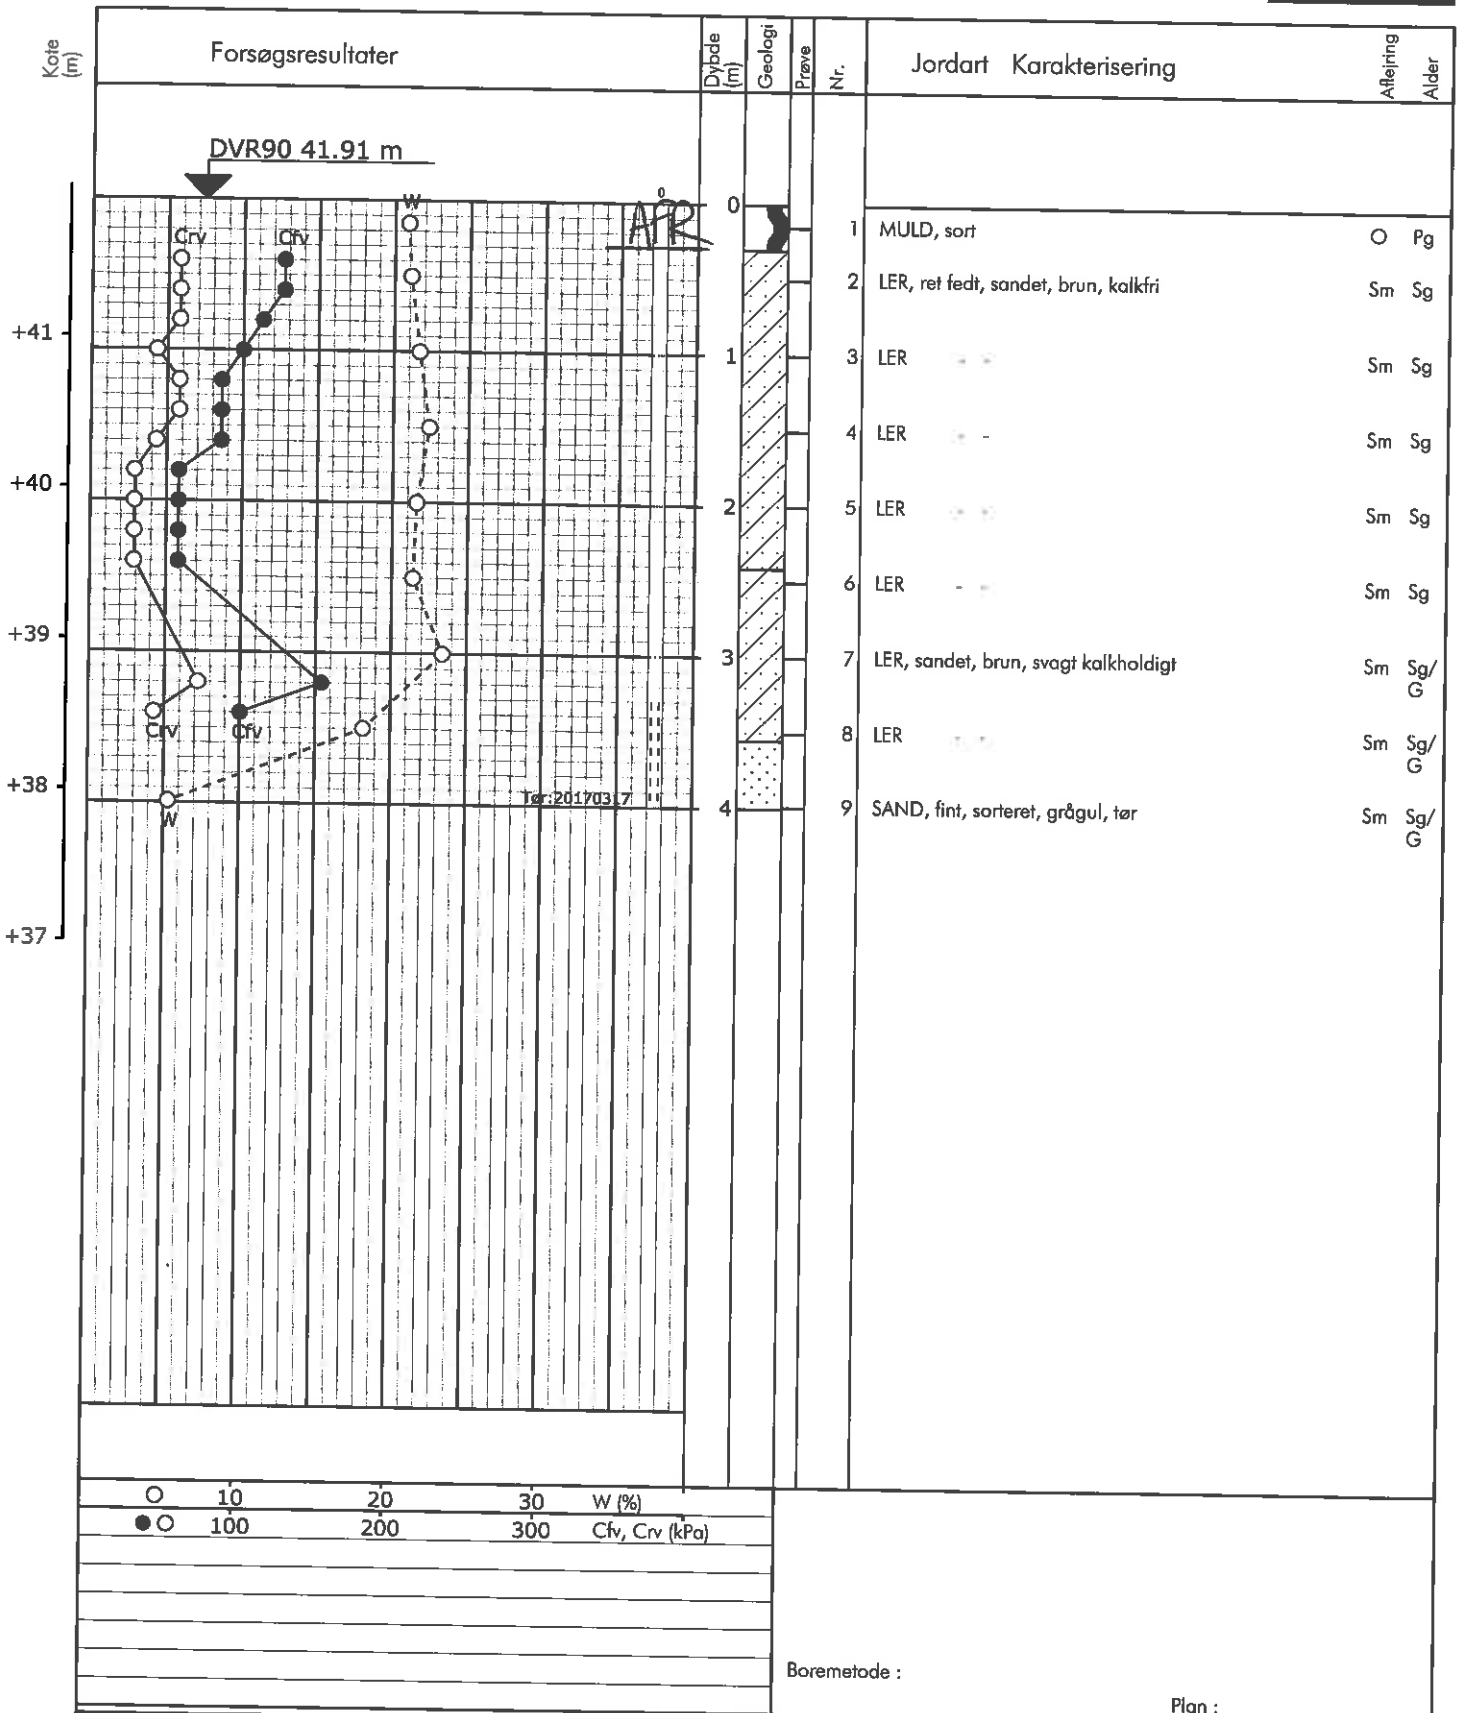 Kote (m)
Forsøgsresultater
Dybde (m)
Geologi
Prøve
Nr.
Jordart Karakterisering
Aflejring
Alder
DVR90 41.91 m
W
0
AFR
0
Crv Cfv
1 MULD, sort O Pg
2 LER, ret fedt, sandet, brun, kalkfri Sm Sg
+41
1
3 LER - - Sm Sg
4 LER - - Sm Sg
+40
2
5 LER - - Sm Sg
6 LER - - Sm Sg
+39
3
7 LER, sandet, brun, svagt kalkholdigt Sm Sg/
G
Crv Cfv
8 LER - - Sm Sg/
G
+38
Tør:20170317
4
W
9 SAND, fint, sorteret, grågul, tør Sm Sg/
G
+37
10 20 30 W (%)
100 200 300 Cfv, Crv (kPa)
Boremetode :
Plan :